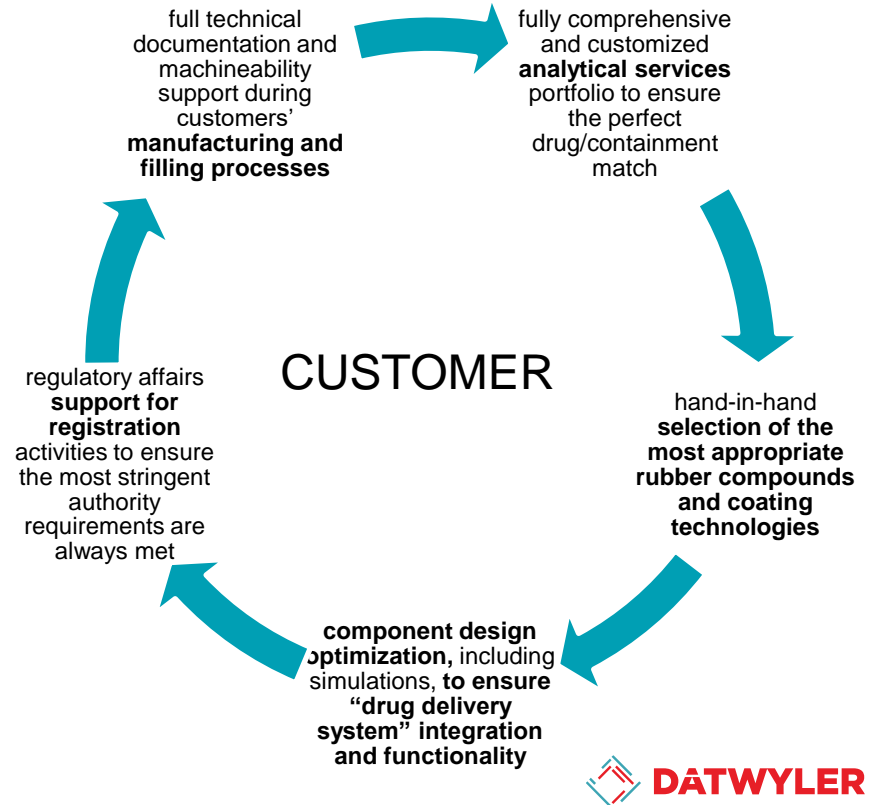 full technical
documentation and
machineability
support during
customers’
manufacturing and
filling processes
fully comprehensive
and customized
analytical services
portfolio to ensure
the perfect
drug/containment
match
CUSTOMER
regulatory affairs
support for
registration
activities to ensure
the most stringent
authority
requirements are
always met
hand-in-hand
selection of the
most appropriate
rubber compounds
and coating
technologies
component design
optimization, including
simulations, to ensure
“drug delivery
system” integration
and functionality
DATWYLER